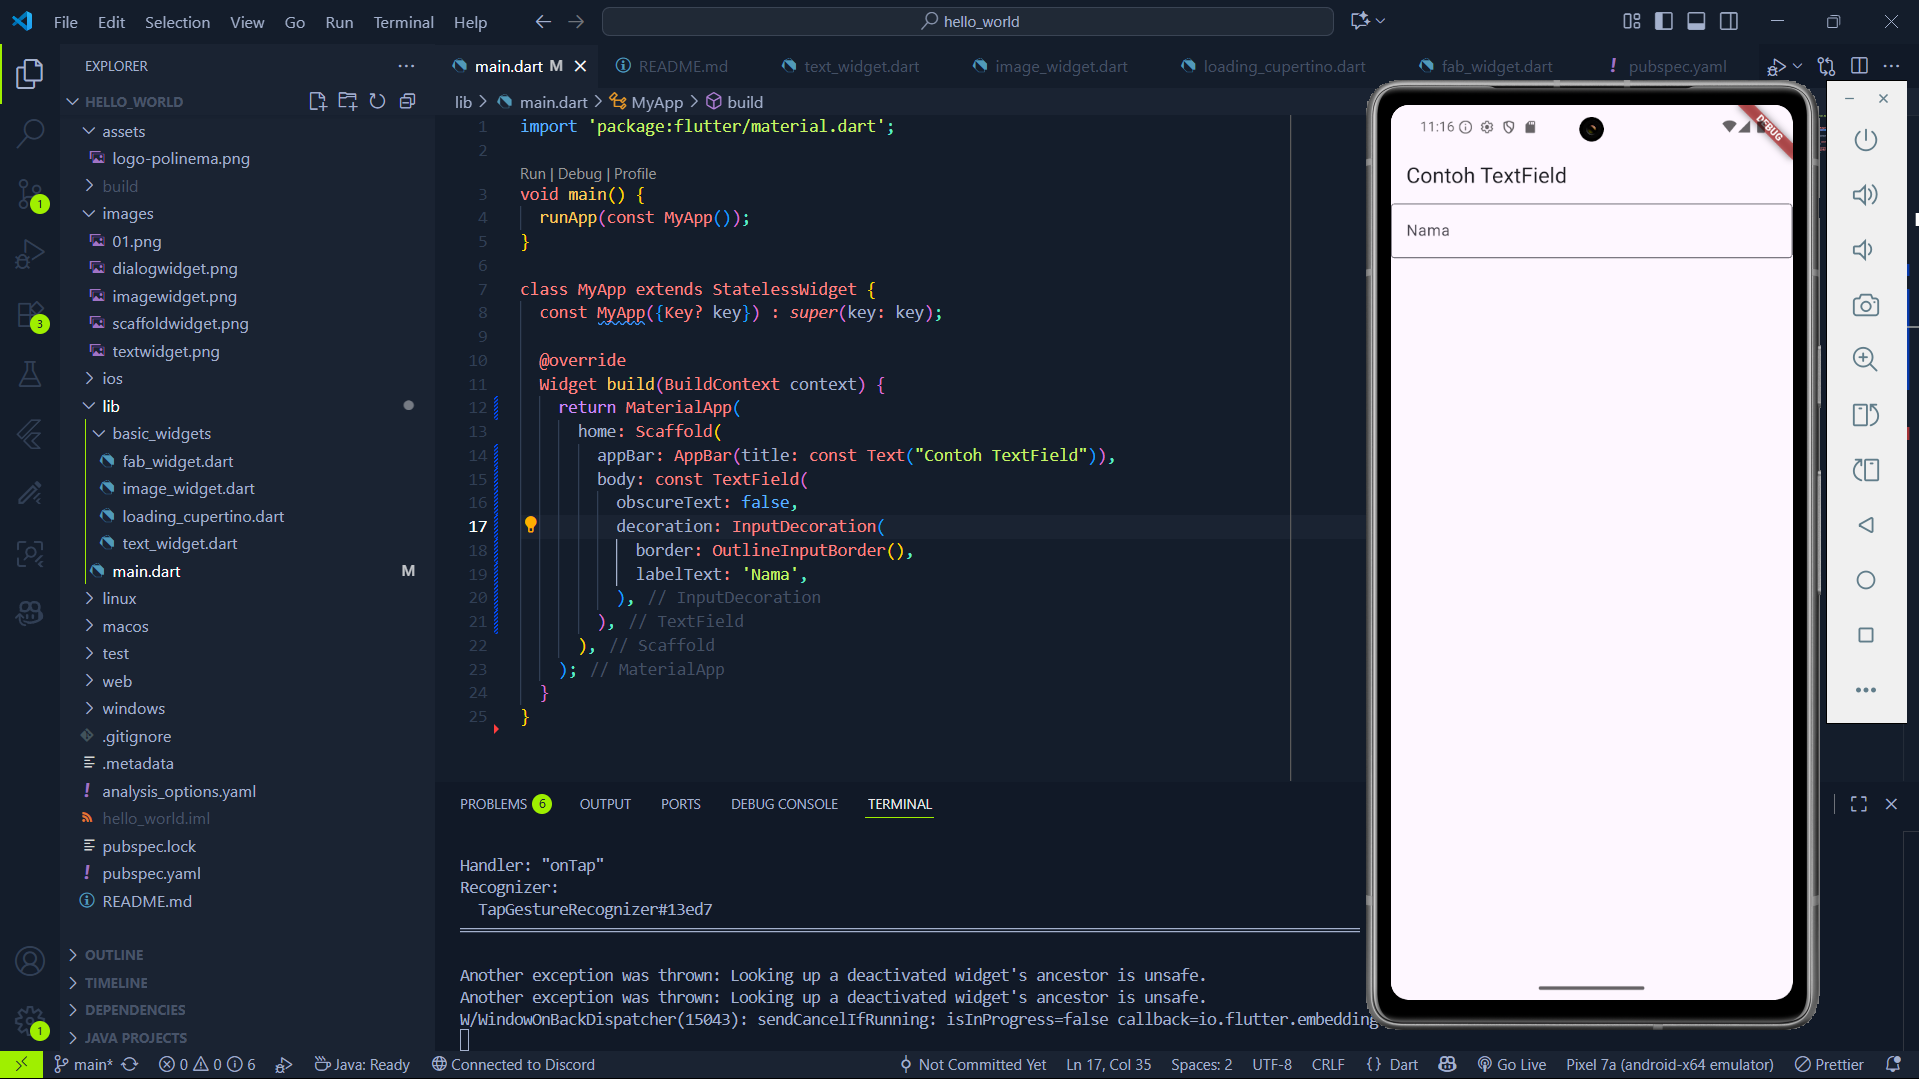 File Edit Selection View Go Run Terminal Help
hello_world
EXPLORER
HELLO_WORLD
assets
logo-polinema.png
build
images
01.png
dialogwidget.png
imagewidget.png
scaffoldwidget.png
textwidget.png
ios
lib
basic_widgets
fab_widget.dart
image_widget.dart
loading_cupertino.dart
text_widget.dart
main.dart M
linux
macos
test
web
windows
.gitignore
.metadata
analysis_options.yaml
hello_world.iml
pubspec.lock
pubspec.yaml
README.md
OUTLINE
TIMELINE
DEPENDENCIES
JAVA PROJECTS
1
3
1
main.dart M README.md text_widget.dart image_widget.dart loading_cupertino.dart fab_widget.dart pubspec.yaml
lib > main.dart > MyApp > build
1 import 'package:flutter/material.dart';
2
Run | Debug | Profile
3 void main() {
4 runApp(const MyApp());
5 }
6
7 class MyApp extends StatelessWidget {
8 const MyApp({Key? key}) : super(key: key);
9
10 @override
11 Widget build(BuildContext context) {
12 return MaterialApp(
13 home: Scaffold(
14 appBar: AppBar(title: const Text("Contoh TextField")),
15 body: const TextField(
16 obscureText: false,
17 decoration: InputDecoration(
18 border: OutlineInputBorder(),
19 labelText: 'Nama',
20 ), // InputDecoration
21 ), // TextField
22 ), // Scaffold
23 ); // MaterialApp
24 }
25 }
PROBLEMS 6 OUTPUT PORTS DEBUG CONSOLE TERMINAL
Handler: "onTap"
Recognizer:
TapGestureRecognizer#13ed7
Another exception was thrown: Looking up a deactivated widget's ancestor is unsafe.
Another exception was thrown: Looking up a deactivated widget's ancestor is unsafe.
W/WindowOnBackDispatcher(15043): sendCancelIfRunning: isInProgress=false callback=io.flutter.embedding
11:16
DEBUG
Contoh TextField
Nama
main* 0 0 6 Java: Ready Connected to Discord Not Committed Yet Ln 17, Col 35 Spaces: 2 UTF-8 CRLF {} Dart Go Live Pixel 7a (android-x64 emulator) Prettier